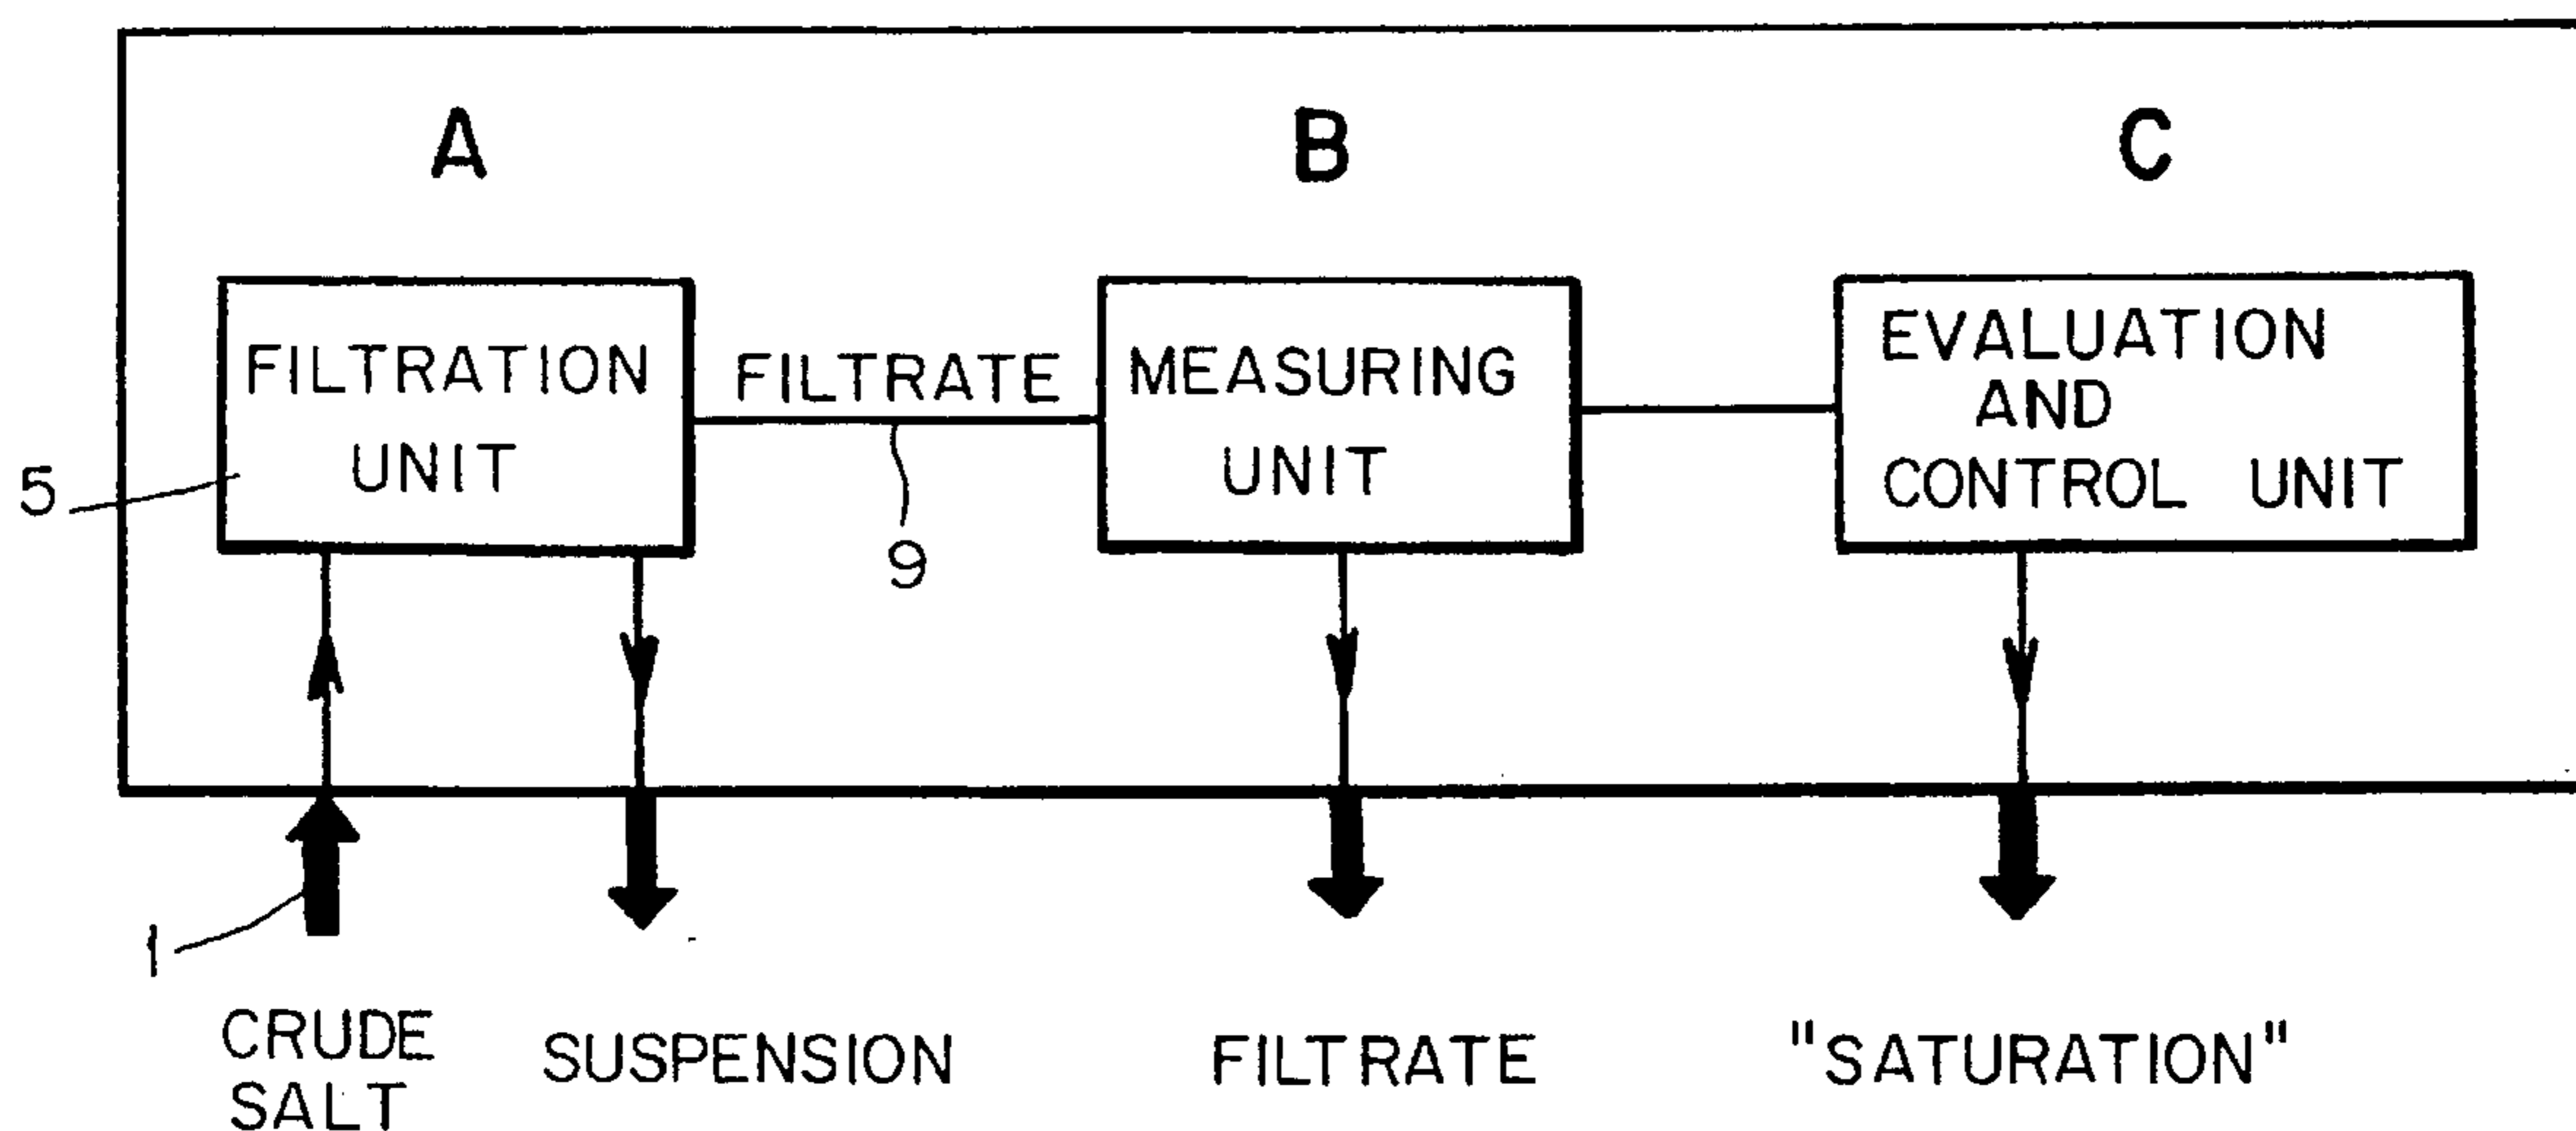 A
B
C
FILTRATION
UNIT
FILTRATE
MEASURING
UNIT
EVALUATION
AND
CONTROL UNIT
5
9
1
CRUDE
SALT
SUSPENSION
FILTRATE
"SATURATION"